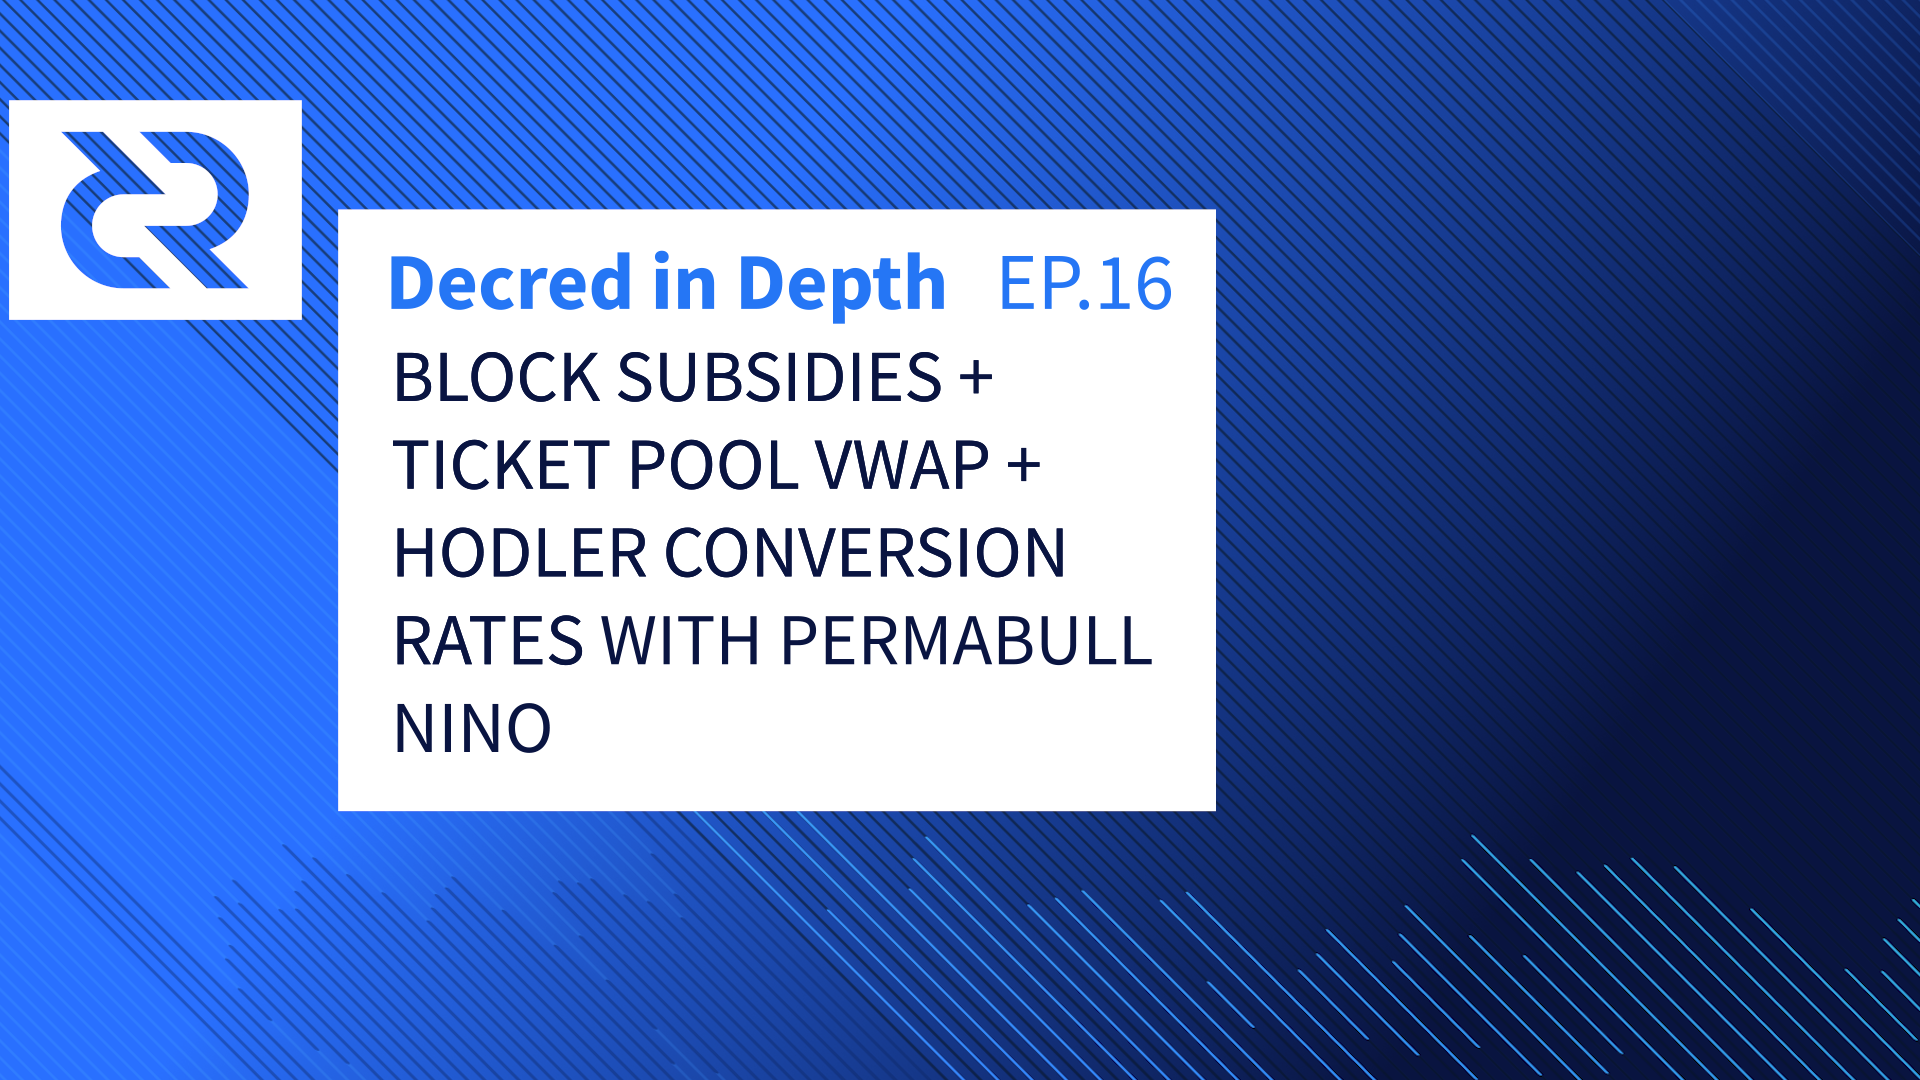 Decred in Depth EP.16
BLOCK SUBSIDIES +
TICKET POOL VWAP +
HODLER CONVERSION
RATES WITH PERMABULL
NINO